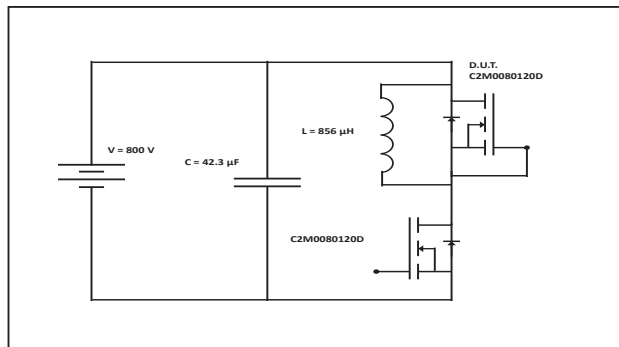 D.U.T.
C2M0080120D
L = 856 μH
V = 800 V
C = 42.3 μF
C2M0080120D